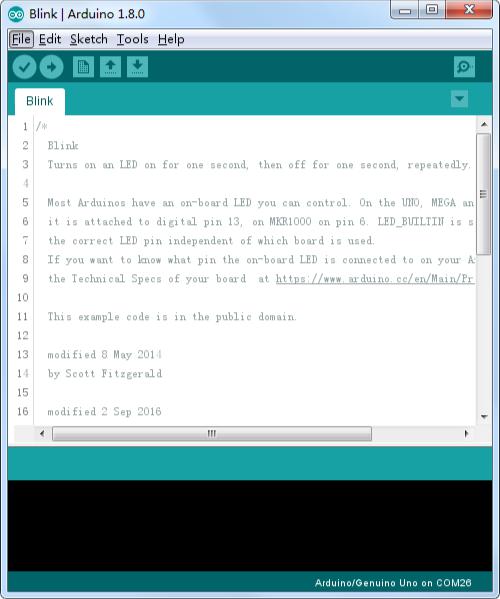 Blink | Arduino 1.8.0
File Edit Sketch Tools Help
Blink
1 /*
2 Blink
3 Turns on an LED on for one second, then off for one second, repeatedly.
4
5 Most Arduinos have an on-board LED you can control. On the UNO, MEGA an
6 it is attached to digital pin 13, on MKR1000 on pin 6. LED_BUILTIN is s
7 the correct LED pin independent of which board is used.
8 If you want to know what pin the on-board LED is connected to on your A
9 the Technical Specs of your board at https://www.arduino.cc/en/Main/Pr
10
11 This example code is in the public domain.
12
13 modified 8 May 2014
14 by Scott Fitzgerald
15
16 modified 2 Sep 2016
Arduino/Genuino Uno on COM26